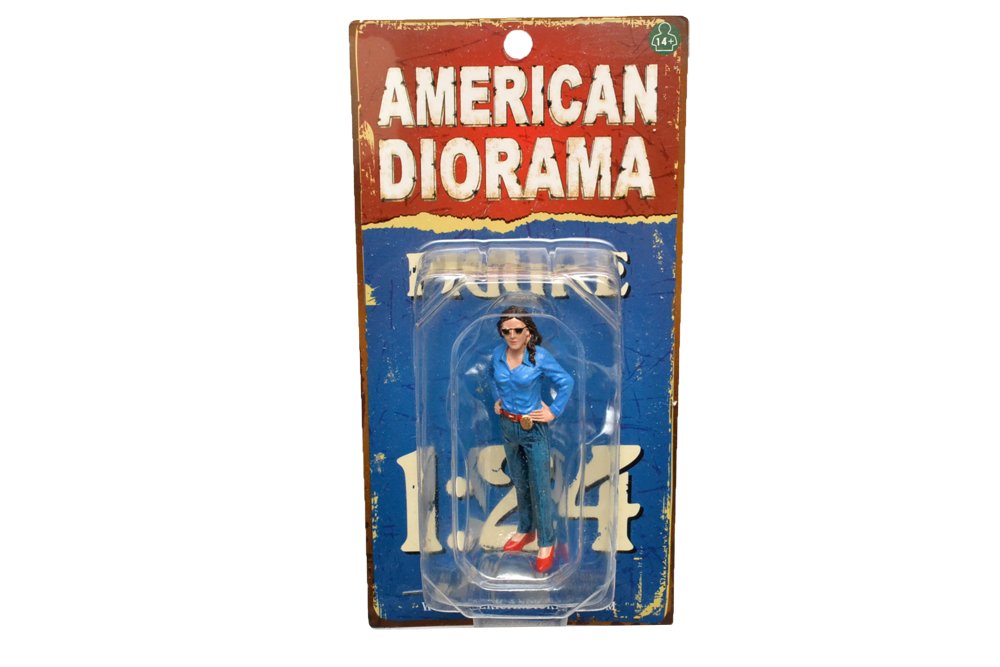 14+
AMERICAN
DIORAMA
FIGURE
1:24